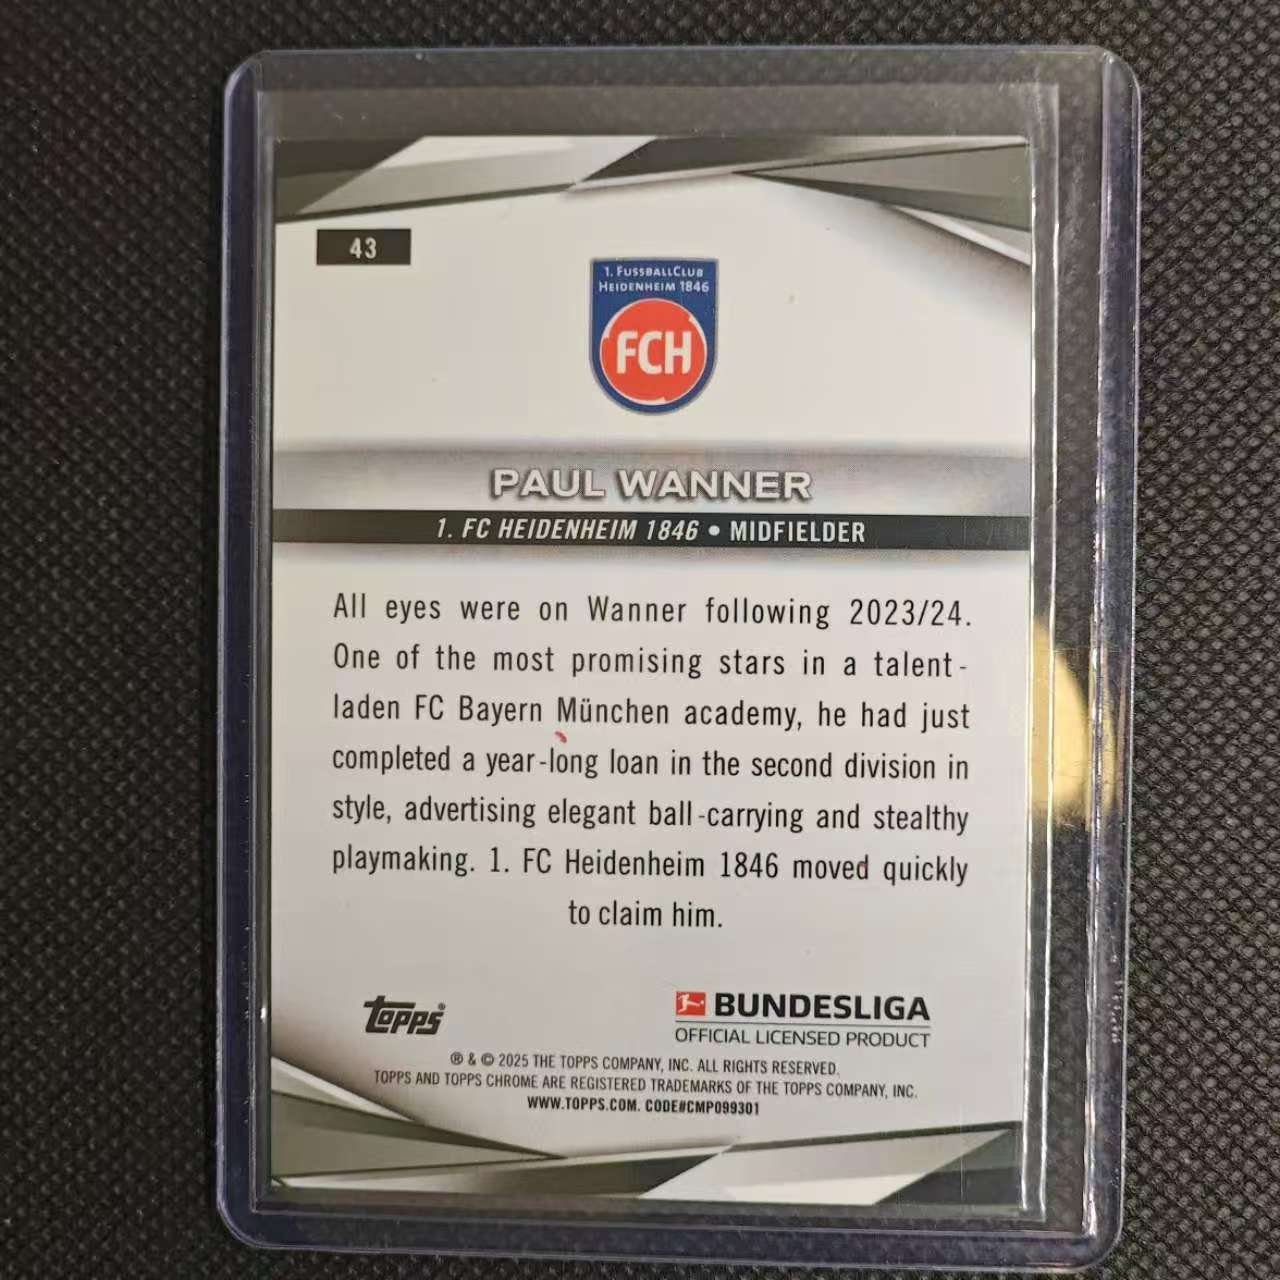 43
1. FUSSBALLCLUB
HEIDENHEIM 1846
FCH
PAUL WANNER
1. FC HEIDENHEIM 1846 • MIDFIELDER
All eyes were on Wanner following 2023/24.
One of the most promising stars in a talent-
laden FC Bayern München academy, he had just
completed a year-long loan in the second division in
style, advertising elegant ball-carrying and stealthy
playmaking. 1. FC Heidenheim 1846 moved quickly
to claim him.
topps®
BUNDESLIGA
OFFICIAL LICENSED PRODUCT
® & © 2025 THE TOPPS COMPANY, INC. ALL RIGHTS RESERVED.
TOPPS AND TOPPS CHROME ARE REGISTERED TRADEMARKS OF THE TOPPS COMPANY, INC.
WWW.TOPPS.COM. CODE#CMP099301